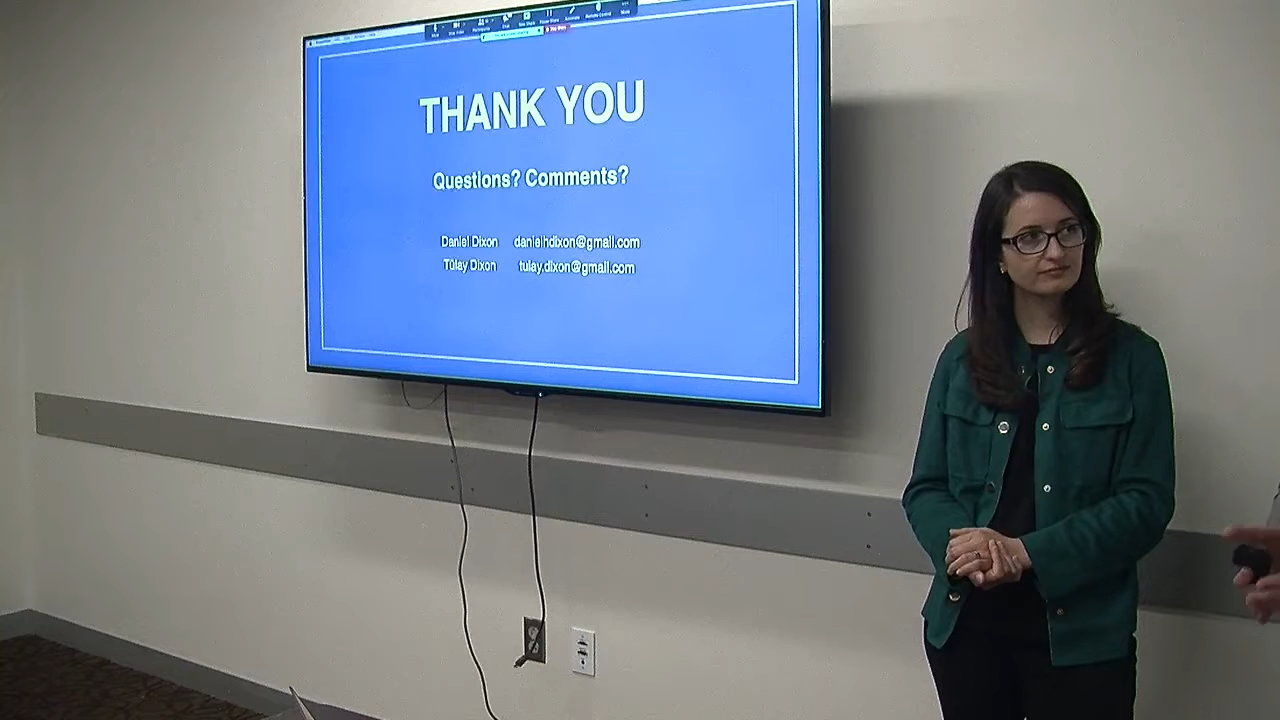 THANK YOU
Questions? Comments?
Daniel Dixon danielhdixon@gmail.com
Tülay Dixon tulay.dixon@gmail.com